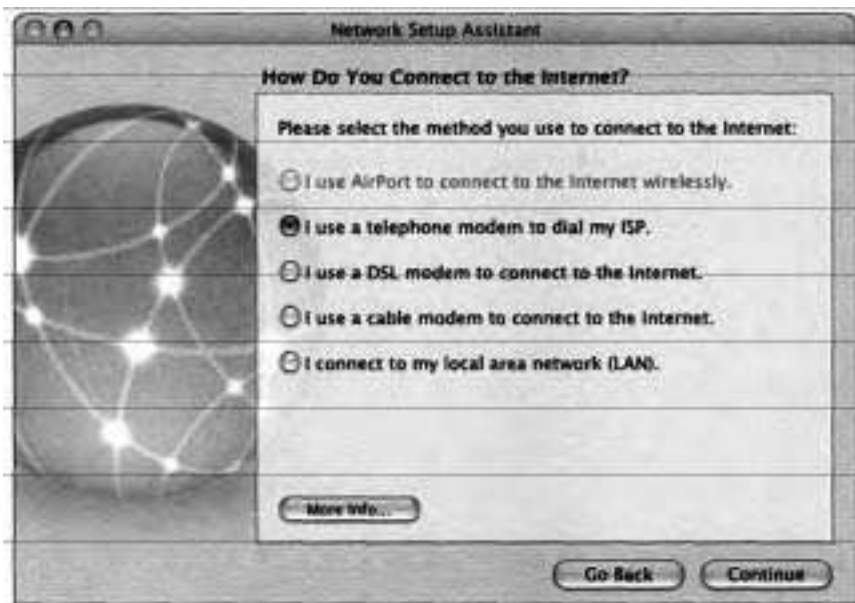 Network Setup Assistant
How Do You Connect to the Internet?
Please select the method you use to connect to the Internet:
I use AirPort to connect to the Internet wirelessly.
I use a telephone modem to dial my ISP.
I use a DSL modem to connect to the Internet.
I use a cable modem to connect to the Internet.
I connect to my local area network (LAN).
More Info...
Go Back
Continue